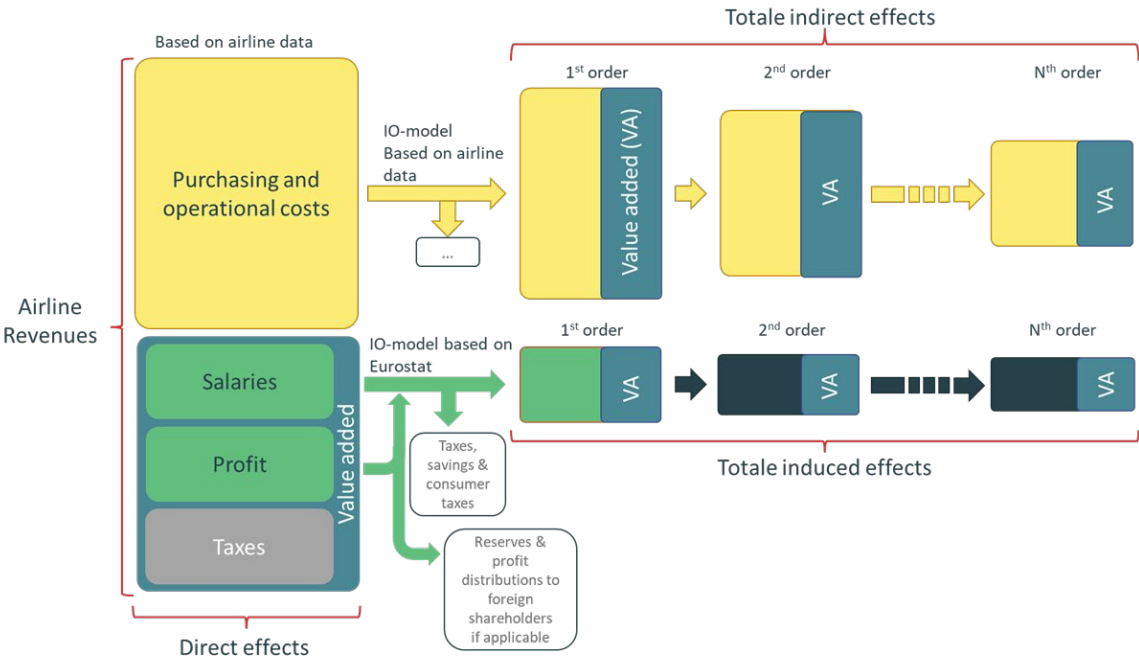 Totale indirect effects
Based on airline data
1st order
2nd order
Nth order
IO-model
Based on airline
data
Purchasing and
operational costs
Value added (VA)
VA
VA
...
Airline
Revenues
1st order
2nd order
Nth order
IO-model based on
Eurostat
Salaries
VA
VA
VA
Value added
Profit
Taxes,
savings &
consumer
taxes
Totale induced effects
Taxes
Reserves &
profit
distributions to
foreign
shareholders
if applicable
Direct effects